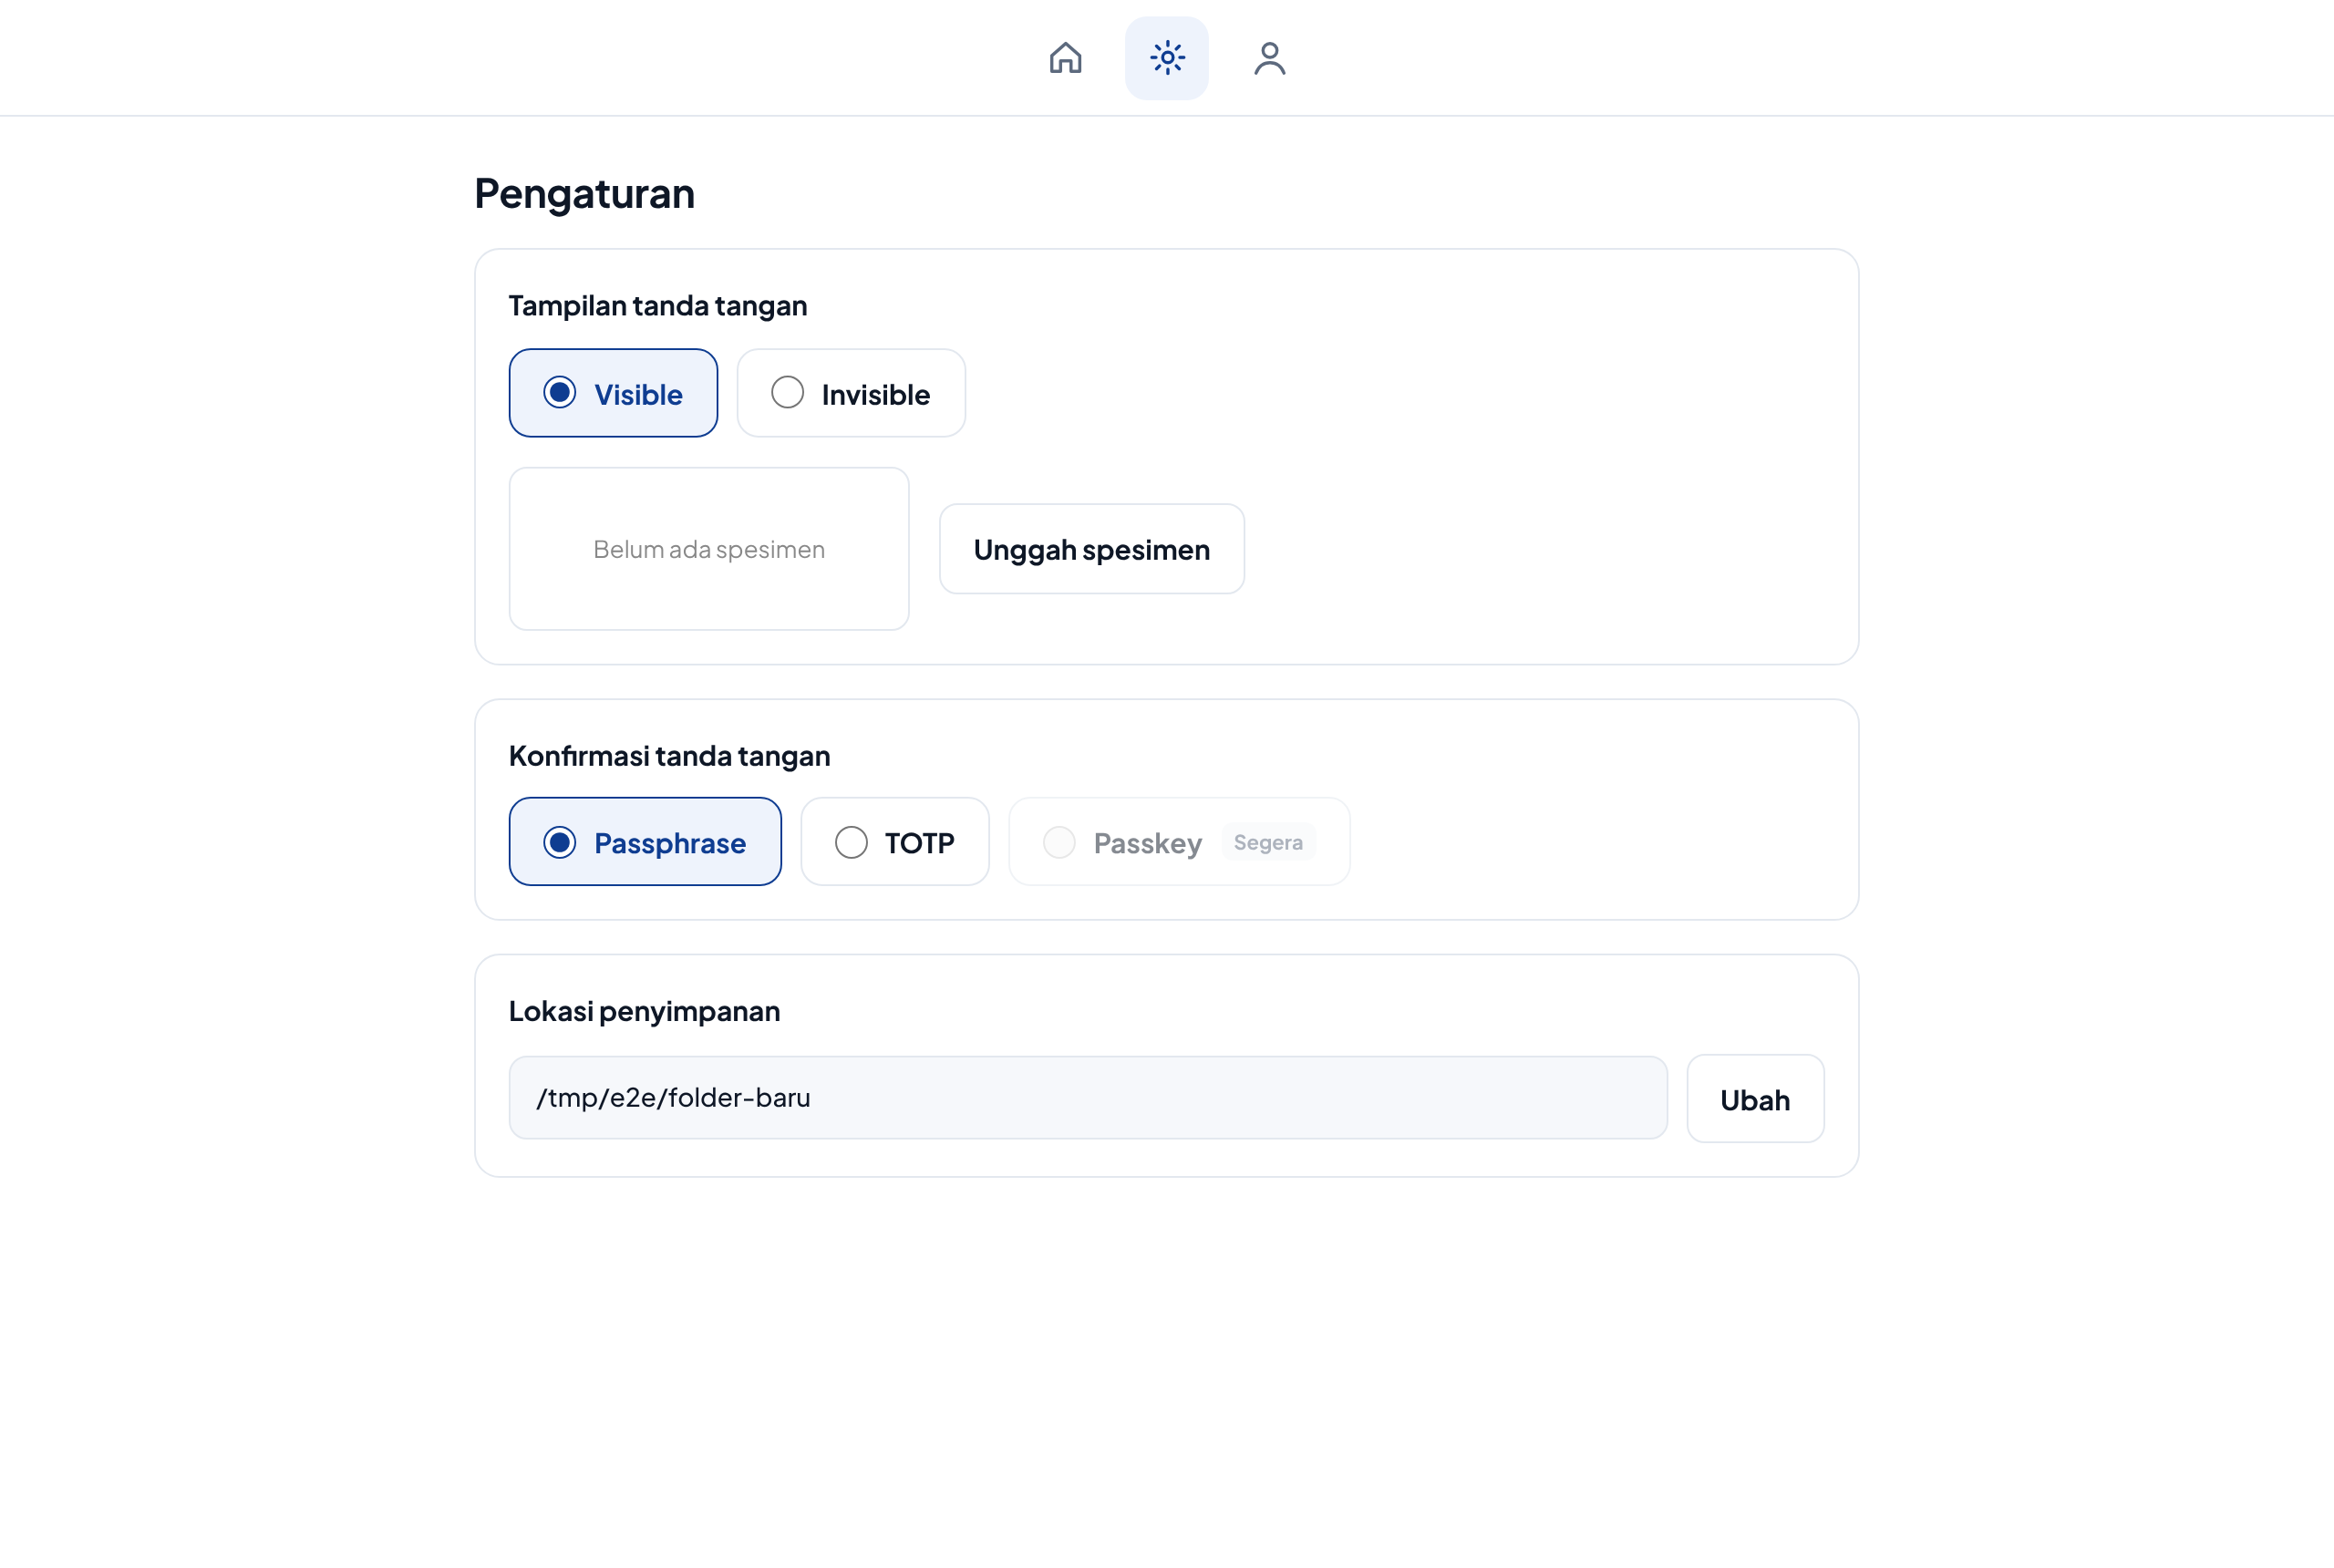 Pengaturan
Tampilan tanda tangan
Visible
Invisible
Belum ada spesimen
Unggah spesimen
Konfirmasi tanda tangan
Passphrase
TOTP
Passkey
Segera
Lokasi penyimpanan
/tmp/e2e/folder-baru
Ubah